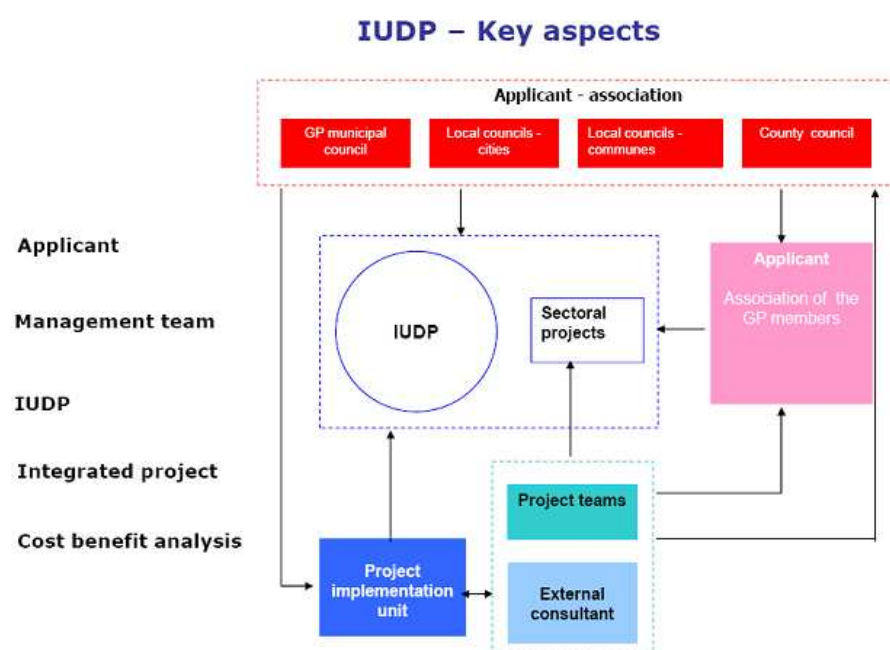 IUDP – Key aspects
Applicant - association
GP municipal
council
Local councils -
cities
Local councils -
communes
County council
Applicant
Management team
IUDP
Integrated project
Cost benefit analysis
IUDP
Sectoral
projects
Applicant
Association of the
GP members
Project teams
External
consultant
Project
implementation
unit